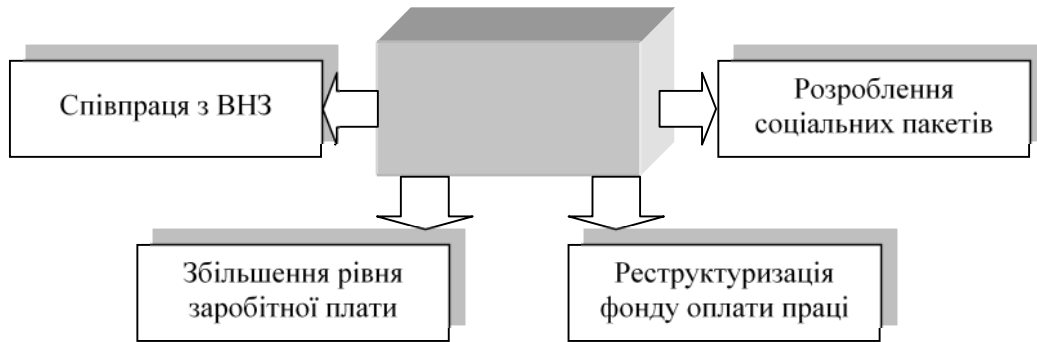 Співпраця з ВНЗ
Розроблення
соціальних пакетів
Збільшення рівня
заробітної плати
Реструктуризація
фонду оплати праці